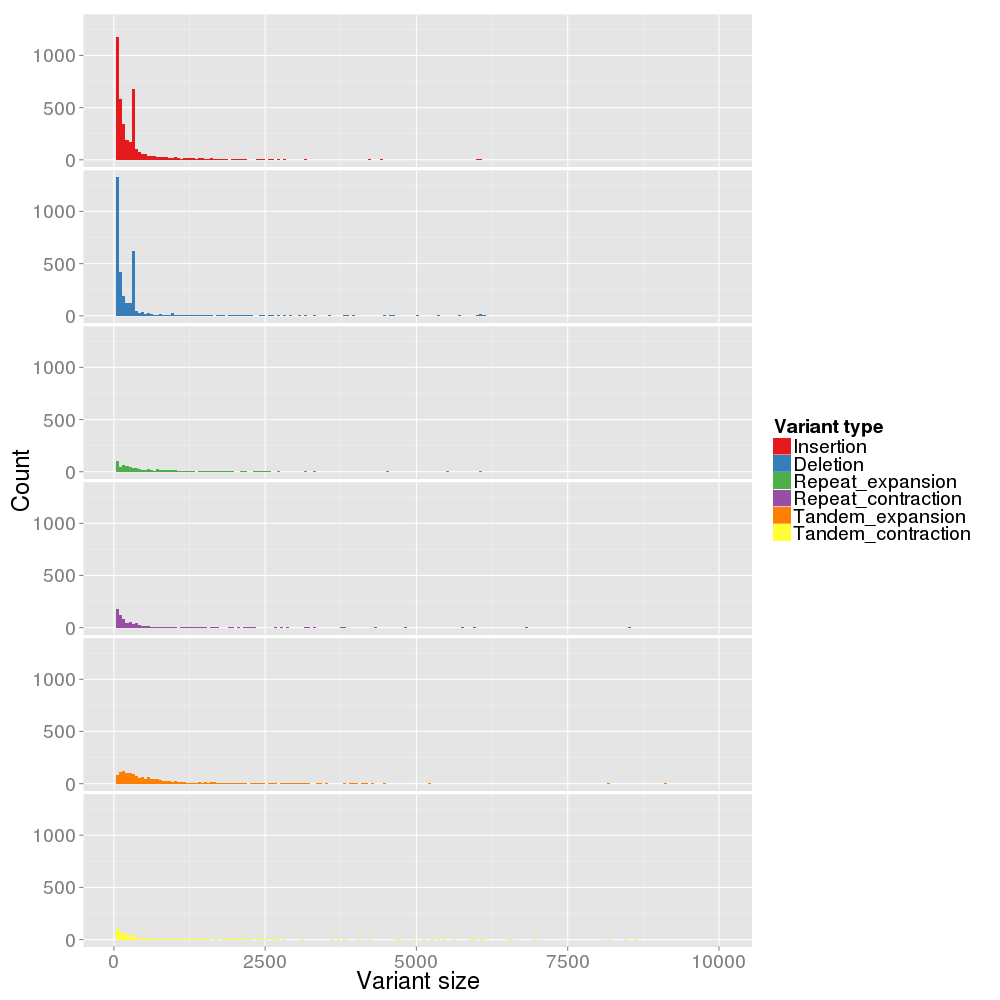 1000
500
0
1000
500
0
1000
500
0
1000
500
0
1000
500
0
1000
500
0
Count
0 2500 5000 7500 10000
Variant size
Variant type
Insertion
Deletion
Repeat_expansion
Repeat_contraction
Tandem_expansion
Tandem_contraction